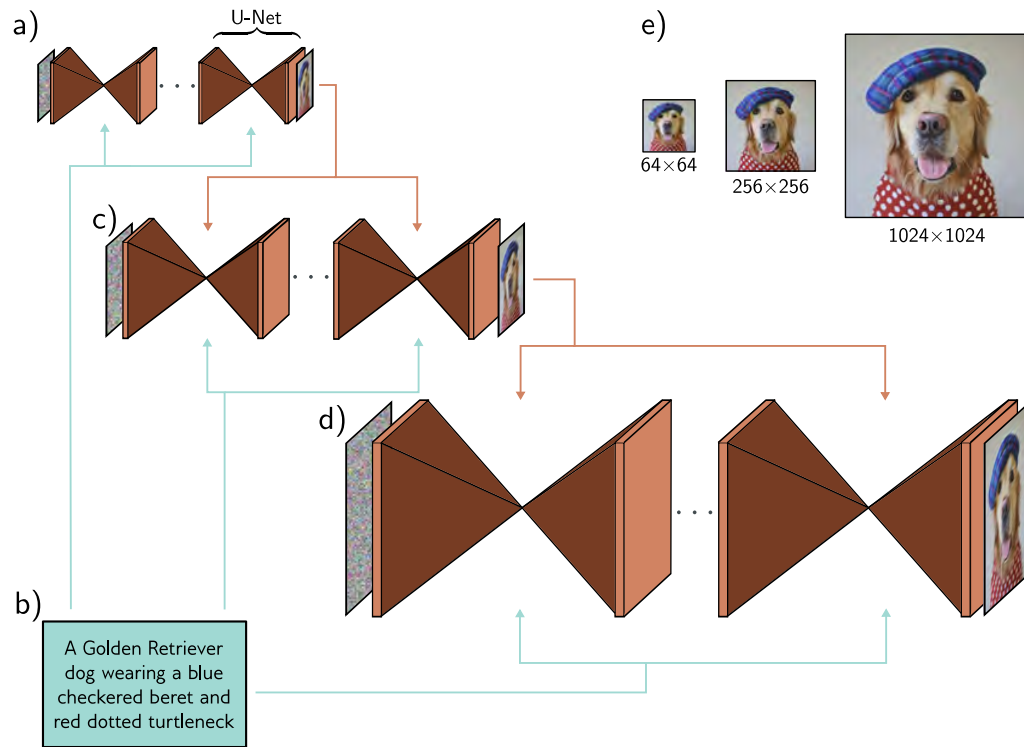 a)
U-Net
e)
64×64
256×256
1024×1024
c)
d)
b)
A Golden Retriever
dog wearing a blue
checkered beret and
red dotted turtleneck